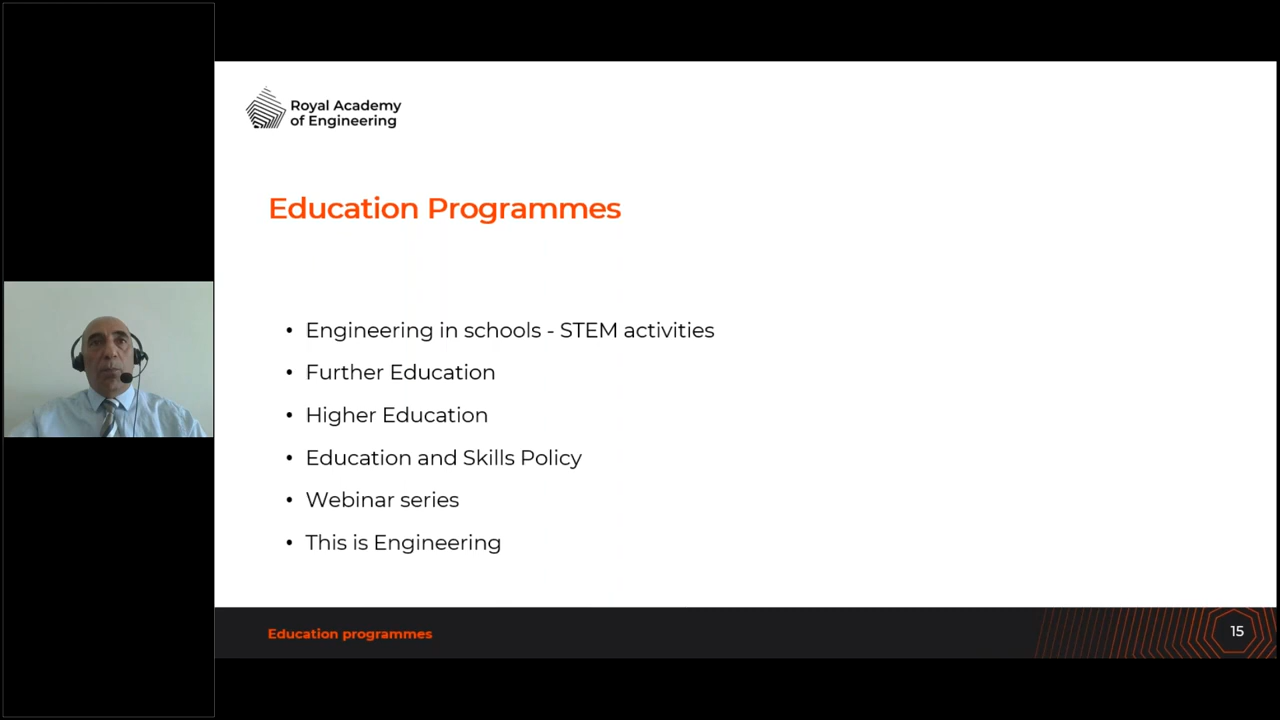 Royal Academy
of Engineering
Education Programmes
• Engineering in schools - STEM activities
• Further Education
• Higher Education
• Education and Skills Policy
• Webinar series
• This is Engineering
Education programmes
15